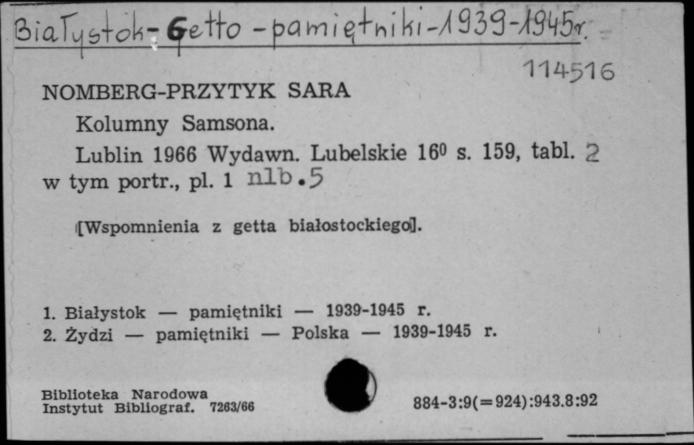 Białystok-Getto-pamiętniki-1939-1945r.
114516
NOMBERG-PRZYTYK SARA
Kolumny Samsona.
Lublin 1966 Wydawn. Lubelskie 16⁰ s. 159, tabl. 2
w tym portr., pl. 1 nlb.5
[Wspomnienia z getta białostockiego].
1. Białystok — pamiętniki — 1939-1945 r.
2. Żydzi — pamiętniki — Polska — 1939-1945 r.
Biblioteka Narodowa
Instytut Bibliograf. 7263/66
884-3:9(=924):943.8:92